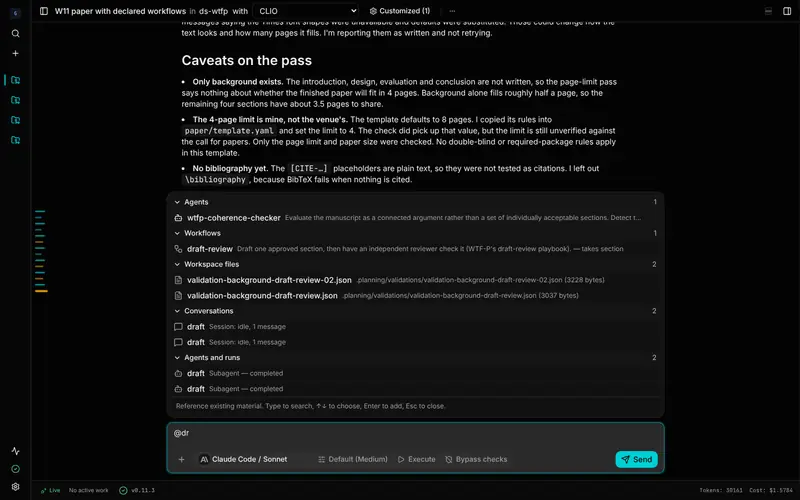 W11 paper with declared workflows in ds-wtfp with CLIO Customized (1) ...
messages saying the Times font shapes were unavailable and defaults were substituted. Those could change how the
text looks and how many pages it fills. I'm reporting them as written and not retrying.
Caveats on the pass
• Only background exists. The introduction, design, evaluation and conclusion are not written, so the page-limit pass
says nothing about whether the finished paper will fit in 4 pages. Background alone fills roughly half a page, so the
remaining four sections have about 3.5 pages to share.
• The 4-page limit is mine, not the venue's. The template defaults to 8 pages. I copied its rules into
paper/template.yaml and set the limit to 4. The check did pick up that value, but the limit is still unverified against
the call for papers. Only the page limit and paper size were checked. No double-blind or required-package rules apply
in this template.
• No bibliography yet. The [CITE-…] placeholders are plain text, so they were not tested as citations. I left out
\bibliography, because BibTeX fails when nothing is cited.
Agents 1
wtfp-coherence-checker Evaluate the manuscript as a connected argument rather than a set of individually acceptable sections. Detect t...
Workflows 1
draft-review Draft one approved section, then have an independent reviewer check it (WTF-P's draft-review playbook). — takes section
Workspace files 2
validation-background-draft-review-02.json .planning/validations/validation-background-draft-review-02.json (3228 bytes)
validation-background-draft-review.json .planning/validations/validation-background-draft-review.json (3037 bytes)
Conversations 2
draft Session: idle, 1 message
draft Session: idle, 1 message
Agents and runs 2
draft Subagent — completed
draft Subagent — completed
Reference existing material. Type to search, ↑↓ to choose, Enter to add, Esc to close.
@dr
+ Claude Code / Sonnet Default (Medium) Execute Bypass checks Send
Live No active work v0.11.3 Tokens: 39161 Cost: $1.5784